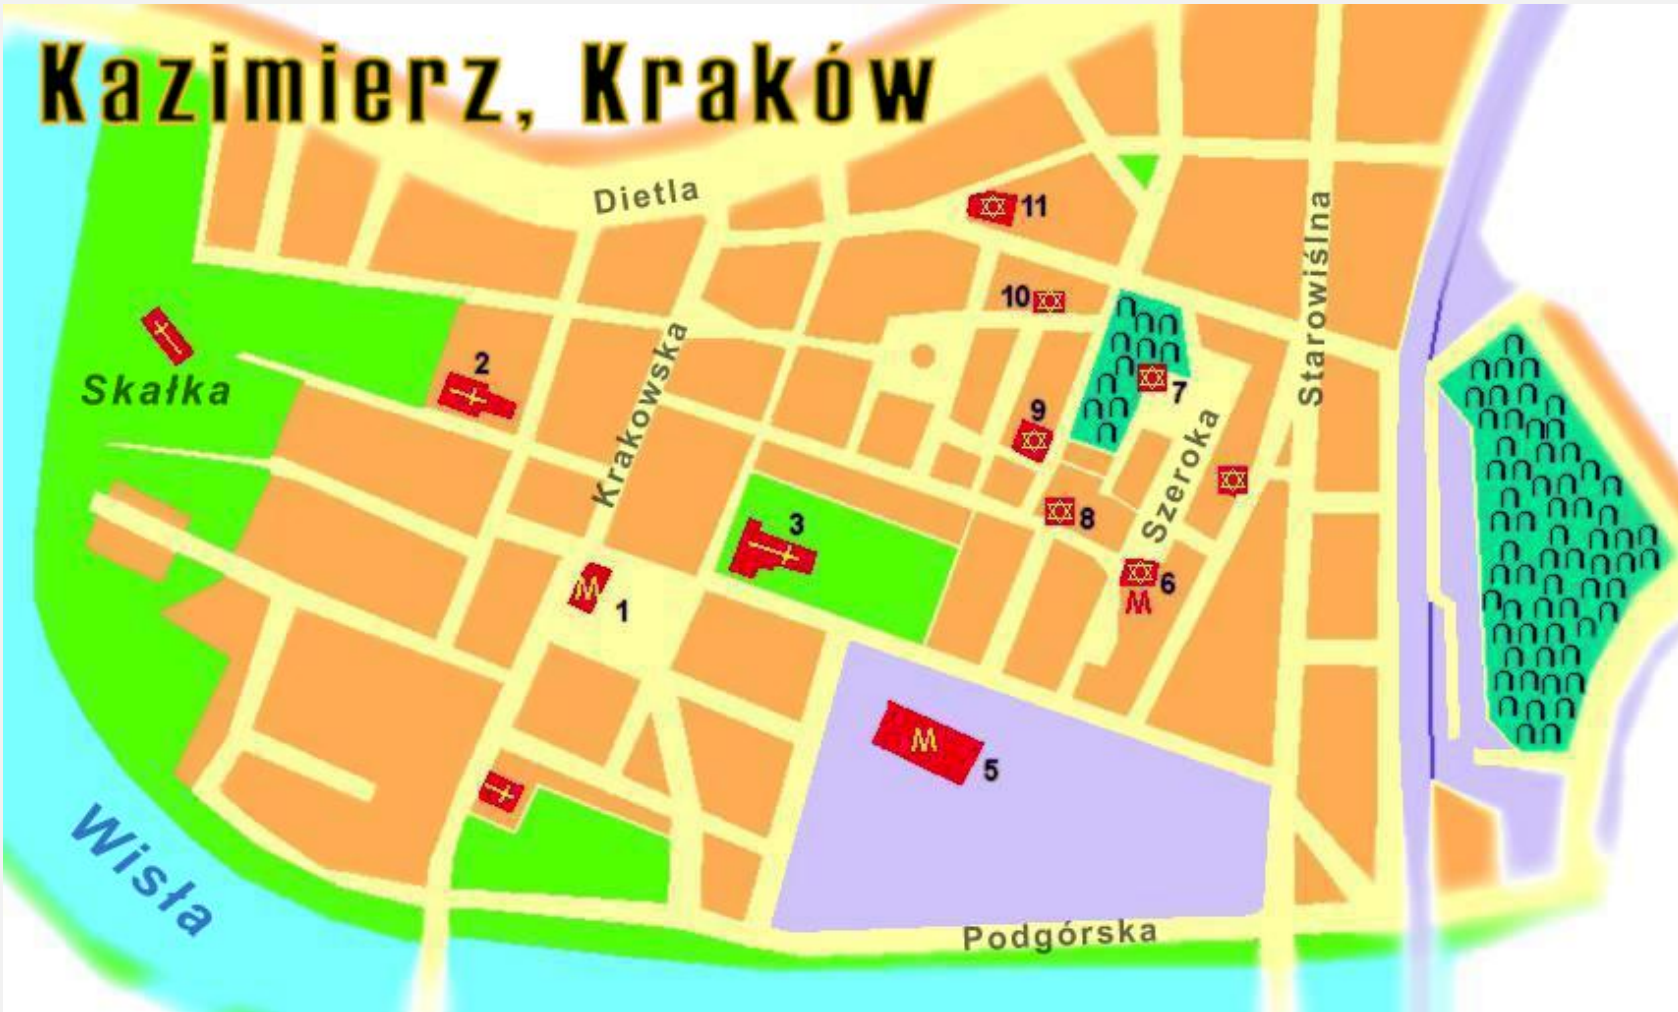 Kazimierz, Kraków
Dietla
11
10
2
Skałka
Krakowska
Starowiślna
7
9
Szeroka
3
8
M
1
6
M
M
5
Wisła
Podgórska